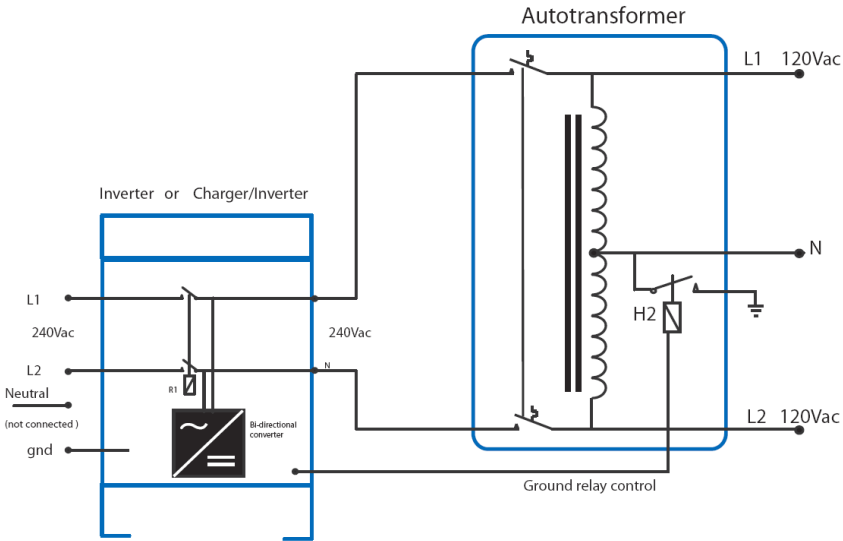 Autotransformer
L1 120Vac
Inverter or Charger/Inverter
N
L1
H2
240Vac
240Vac
N
L2
R1
Neutral
L2 120Vac
(not connected )
Bi-directional
converter
gnd
Ground relay control